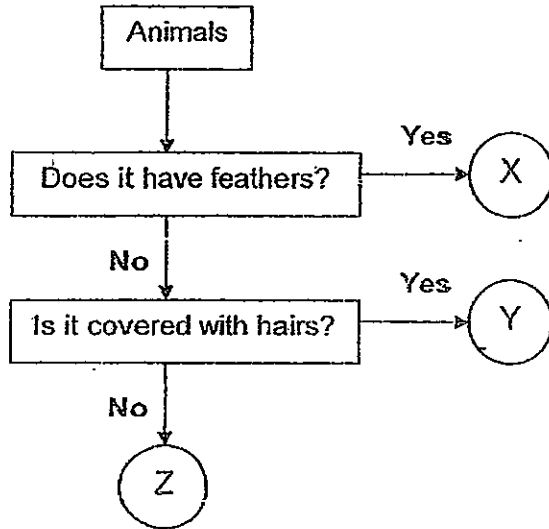 Animals
Yes
Does it have feathers?
X
No
Yes
Is it covered with hairs?
Y
No
Z